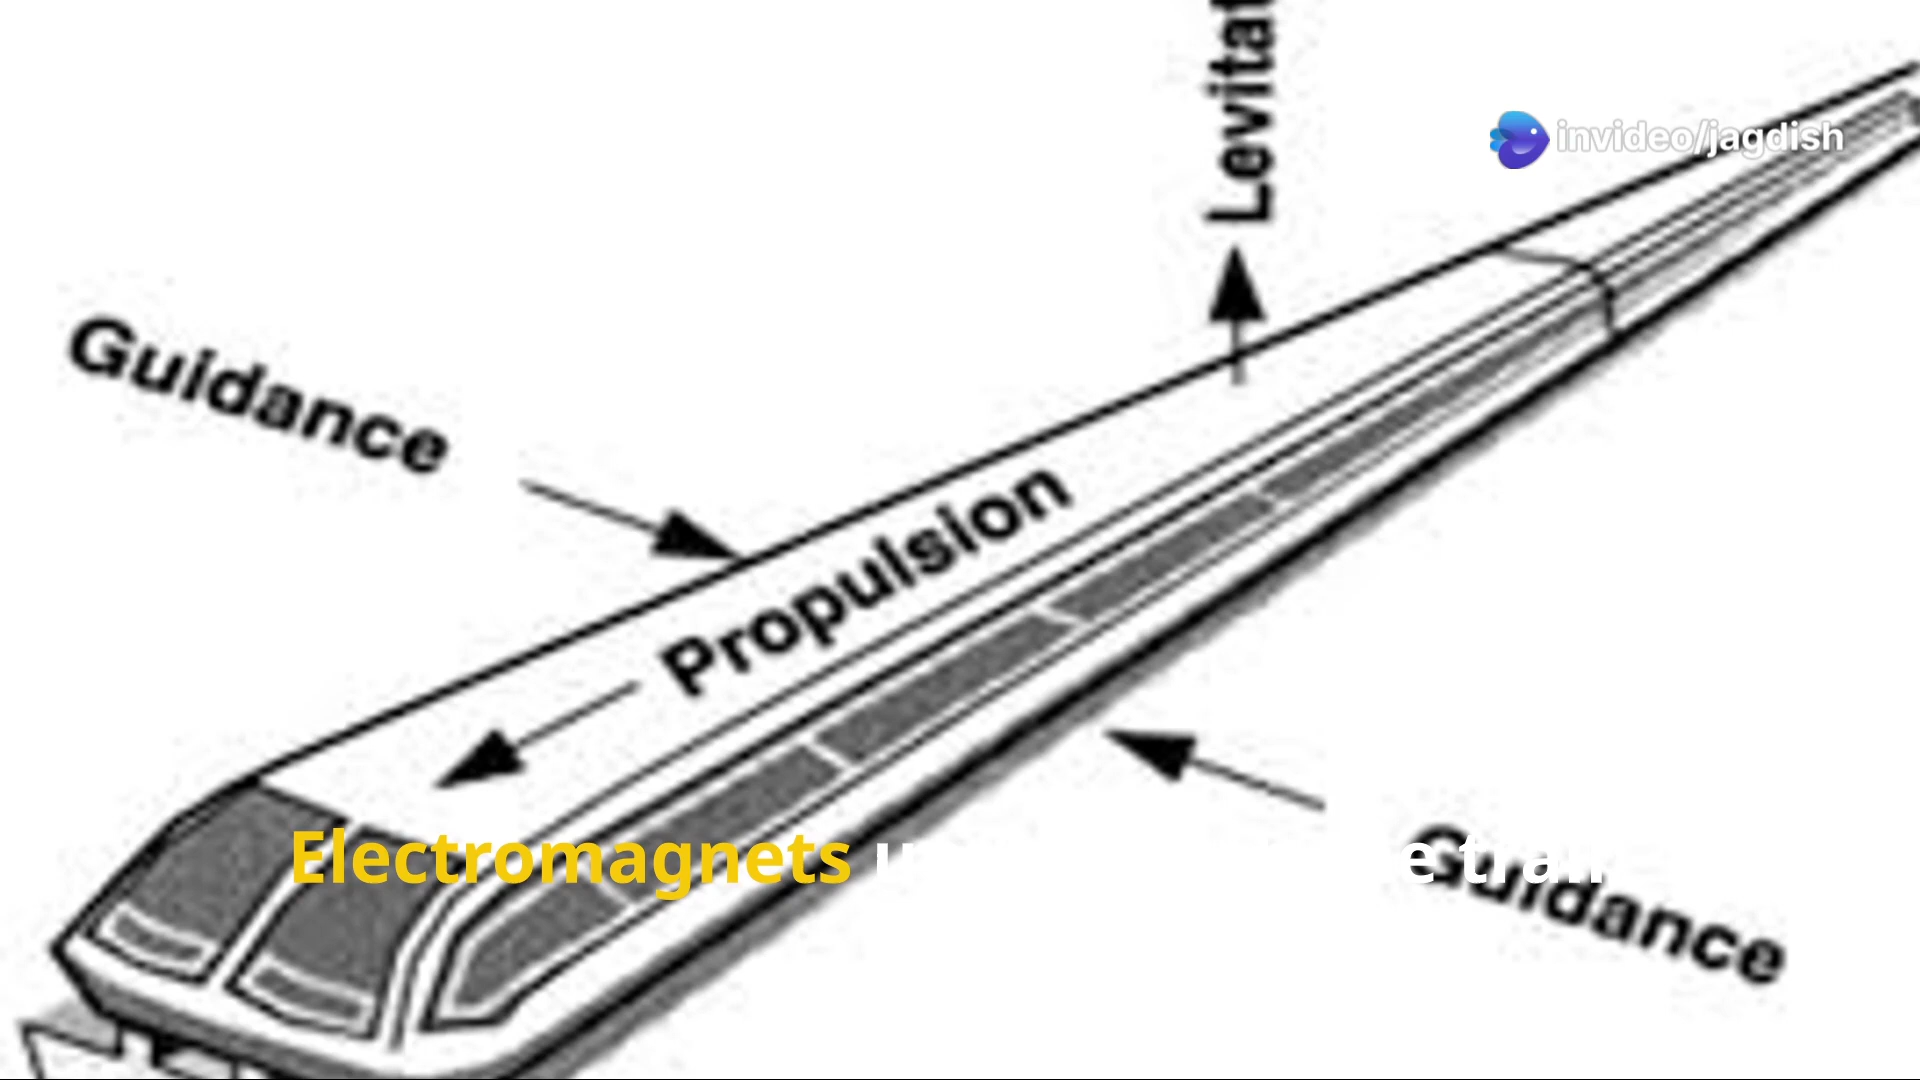 Levitat
invideo/jagdish
Guidance
Propulsion
Electromagnets
Guidance